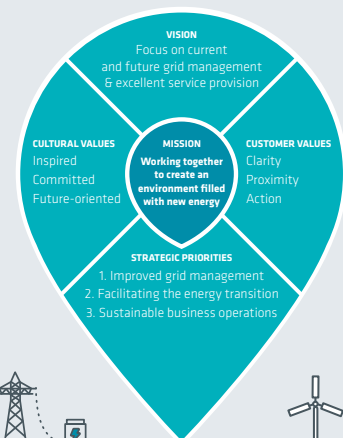 VISION
Focus on current
and future grid management
& excellent service provision
CULTURAL VALUES
Inspired
Committed
Future-oriented
MISSION
Working together
to create an
environment filled
with new energy
CUSTOMER VALUES
Clarity
Proximity
Action
STRATEGIC PRIORITIES
1. Improved grid management
2. Facilitating the energy transition
3. Sustainable business operations